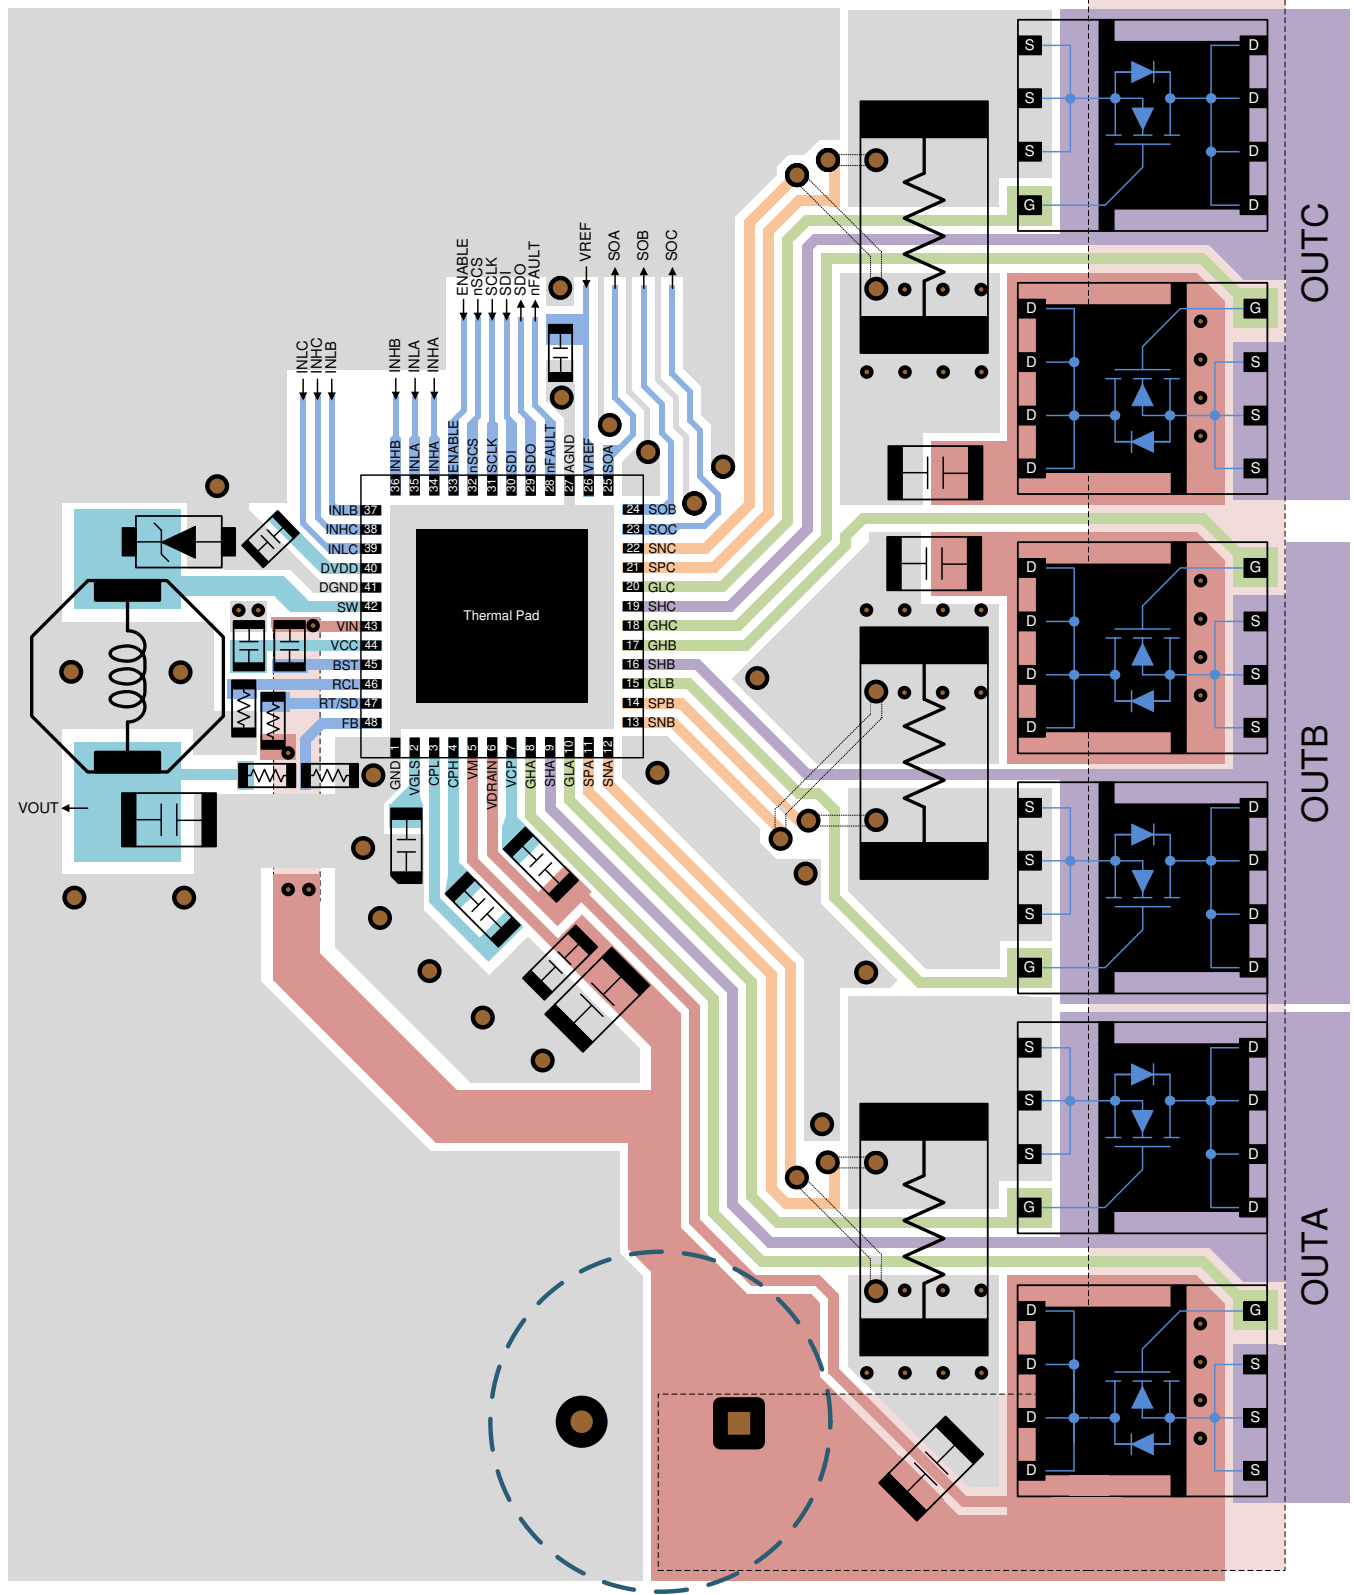 S D
S D
S D
G D
OUTC
D G
D S
D S
D S
ENABLE
nSCS
SCLK
SDI
SDO
nFAULT
VREF
SOA
SOB
SOC
INLC
INHC
INLB
INHB
INLA
INHA
36 INHB
35 INLA
34 INHA
33 ENABLE
32 nSCS
31 SCLK
30 SDI
29 SDO
28 nFAULT
27 AGND
26 VREF
25 SOA
INLB 37
INHC 38
INLC 39
DVDD 40
DGND 41
SW 42
VIN 43
VCC 44
BST 45
RCL 46
RT/SD 47
FB 48
Thermal Pad
24 SOB
23 SOC
22 SNC
21 SPC
20 GLC
19 SHC
18 GHC
17 GHB
16 SHB
15 GLB
14 SPB
13 SNB
GND 1
VGLS 2
CPL 3
CPH 4
VM 5
VDRAIN 6
VCP 7
GHA 8
SHA 9
GLA 10
SPA 11
SNA 12
VOUT
D G
D S
D S
D S
OUTB
S D
S D
S D
G D
S D
S D
S D
G D
OUTA
D G
D S
D S
D S